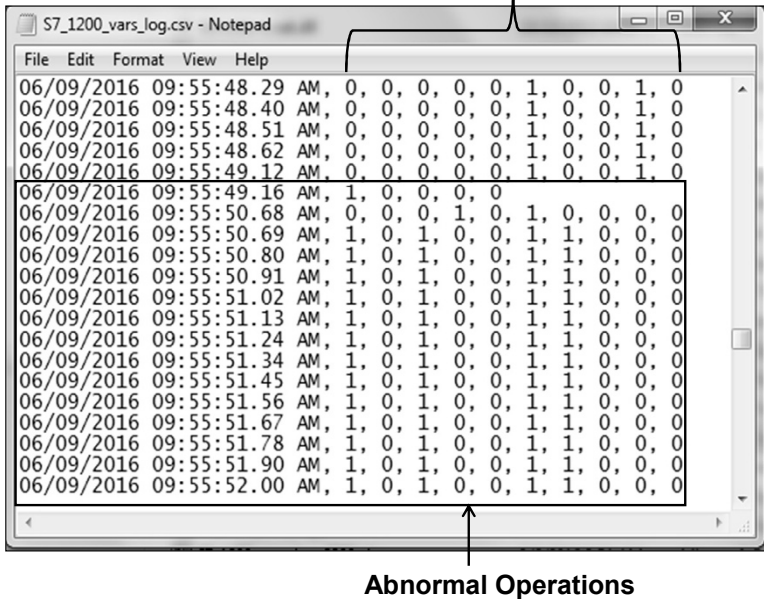 S7_1200_vars_log.csv - Notepad
File Edit Format View Help
06/09/2016 09:55:48.29 AM, 0, 0, 0, 0, 0, 1, 0, 0, 1, 0
06/09/2016 09:55:48.40 AM, 0, 0, 0, 0, 0, 1, 0, 0, 1, 0
06/09/2016 09:55:48.51 AM, 0, 0, 0, 0, 0, 1, 0, 0, 1, 0
06/09/2016 09:55:48.62 AM, 0, 0, 0, 0, 0, 1, 0, 0, 1, 0
06/09/2016 09:55:49.12 AM, 0, 0, 0, 0, 0, 1, 0, 0, 1, 0
06/09/2016 09:55:49.16 AM, 1, 0, 0, 0, 0
06/09/2016 09:55:50.68 AM, 0, 0, 0, 1, 0, 1, 0, 0, 0, 0
06/09/2016 09:55:50.69 AM, 1, 0, 1, 0, 0, 1, 1, 0, 0, 0
06/09/2016 09:55:50.80 AM, 1, 0, 1, 0, 0, 1, 1, 0, 0, 0
06/09/2016 09:55:50.91 AM, 1, 0, 1, 0, 0, 1, 1, 0, 0, 0
06/09/2016 09:55:51.02 AM, 1, 0, 1, 0, 0, 1, 1, 0, 0, 0
06/09/2016 09:55:51.13 AM, 1, 0, 1, 0, 0, 1, 1, 0, 0, 0
06/09/2016 09:55:51.24 AM, 1, 0, 1, 0, 0, 1, 1, 0, 0, 0
06/09/2016 09:55:51.34 AM, 1, 0, 1, 0, 0, 1, 1, 0, 0, 0
06/09/2016 09:55:51.45 AM, 1, 0, 1, 0, 0, 1, 1, 0, 0, 0
06/09/2016 09:55:51.56 AM, 1, 0, 1, 0, 0, 1, 1, 0, 0, 0
06/09/2016 09:55:51.67 AM, 1, 0, 1, 0, 0, 1, 1, 0, 0, 0
06/09/2016 09:55:51.78 AM, 1, 0, 1, 0, 0, 1, 1, 0, 0, 0
06/09/2016 09:55:51.90 AM, 1, 0, 1, 0, 0, 1, 1, 0, 0, 0
06/09/2016 09:55:52.00 AM, 1, 0, 1, 0, 0, 1, 1, 0, 0, 0
Abnormal Operations